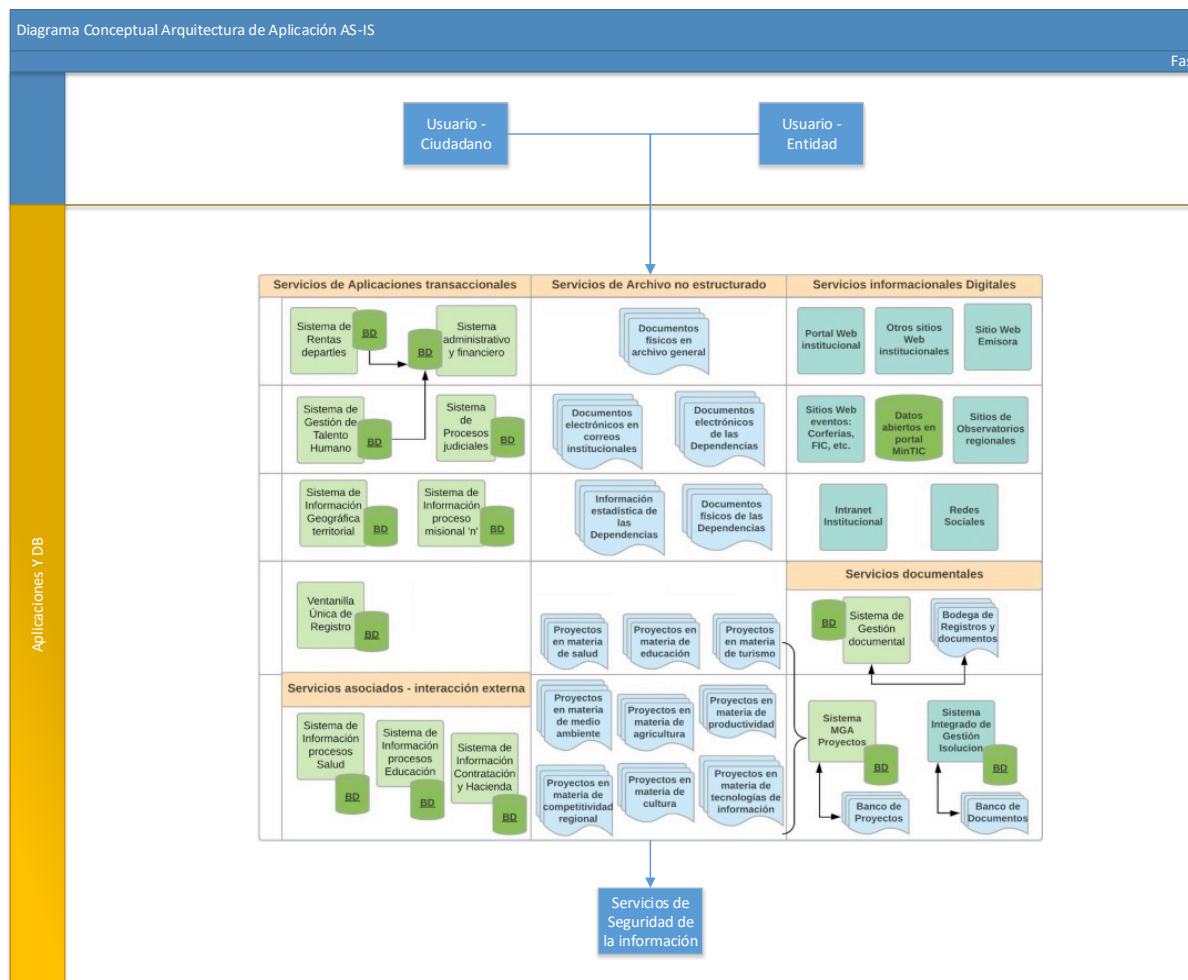 Diagrama Conceptual Arquitectura de Aplicación AS-IS
Fas
Usuario -
Ciudadano
Usuario -
Entidad
Aplicaciones Y DB
Servicios de Aplicaciones transaccionales
Servicios de Archivo no estructurado
Servicios informacionales Digitales
Sistema de
Rentas
departles
BD
BD
Sistema
administrativo
y financiero
Documentos
físicos en
archivo general
Portal Web
institucional
Otros sitios
Web
institucionales
Sitio Web
Emisora
Sistema de
Gestión de
Talento
Humano
BD
Sistema
de
Procesos
judiciales
BD
Documentos
electrónicos en
correos
institucionales
Documentos
electrónicos
de las
Dependencias
Sitios Web
eventos:
Corferias,
FIC, etc.
Datos
abiertos en
portal
MinTIC
Sitios de
Observatorios
regionales
Sistema de
Información
Geográfica
territorial
BD
Sistema de
Información
proceso
misional 'n'
BD
Información
estadística de
las
Dependencias
Documentos
físicos de las
Dependencias
Intranet
Institucional
Redes
Sociales
Ventanilla
Única de
Registro
BD
Proyectos
en materia
de salud
Proyectos en
materia de
educación
Proyectos
en materia
de turismo
Servicios documentales
BD
Sistema de
Gestión
documental
Bodega de
Registros y
documentos
Servicios asociados - interacción externa
Sistema de
Información
procesos
Salud
BD
Sistema de
Información
procesos
Educación
BD
Sistema de
Información
Contratación
y Hacienda
BD
Proyectos
en materia
de medio
ambiente
Proyectos en
materia de
agricultura
Proyectos en
materia de
productividad
Proyectos en
materia de
competitividad
regional
Proyectos en
materia de
cultura
Proyectos en
materia de
tecnologías de
información
Sistema
MGA
Proyectos
BD
Banco de
Proyectos
Sistema
Integrado de
Gestión
Isolucion
BD
Banco de
Documentos
Servicios de
Seguridad de
la información